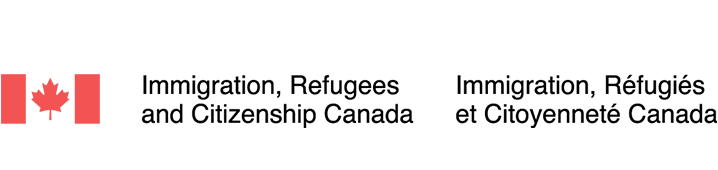 Immigration, Refugees
and Citizenship Canada
Immigration, Réfugiés
et Citoyenneté Canada